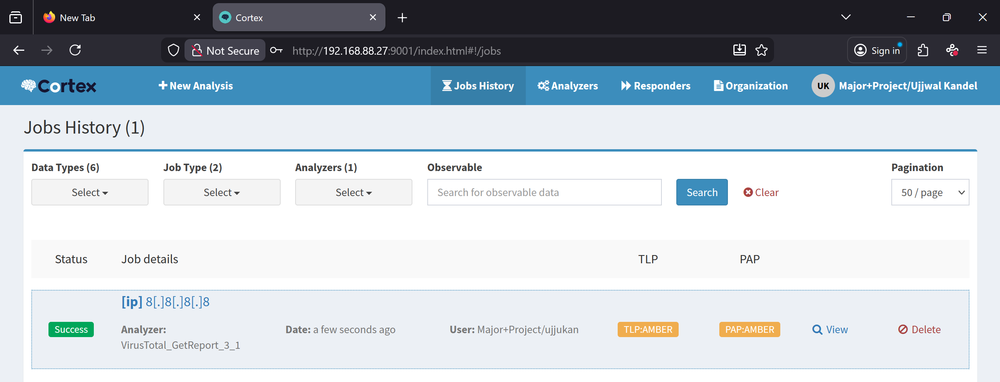 New Tab
Cortex
Not Secure
http://192.168.88.27:9001/index.html#!/jobs
Sign in
Cortex
New Analysis
Jobs History
Analyzers
Responders
Organization
UK
Major+Project/Ujjwal Kandel
Jobs History (1)
Data Types (6)
Job Type (2)
Analyzers (1)
Observable
Pagination
Select
Select
Select
Search for observable data
Search
Clear
50 / page
Status
Job details
TLP
PAP
[ip] 8[.]8[.]8[.]8
Success
Analyzer:
VirusTotal_GetReport_3_1
Date: a few seconds ago
User: Major+Project/ujjukan
TLP:AMBER
PAP:AMBER
View
Delete